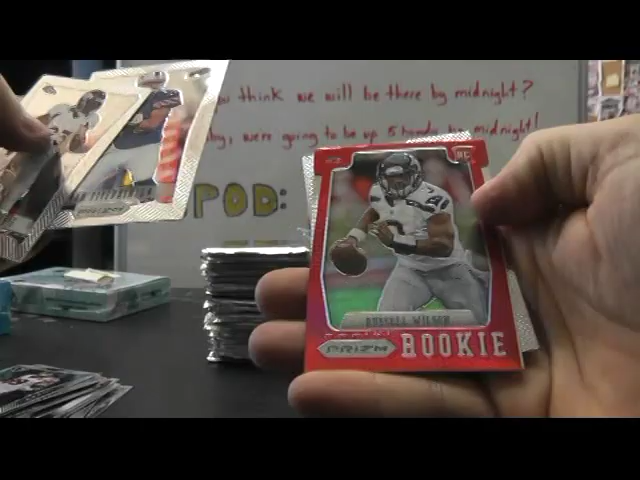 think we will be there by midnight?
were going to be up 5 hands by midnight!
POD:
RC
RUSSELL WILSON
PRIZM
ROOKIE
PRIZM